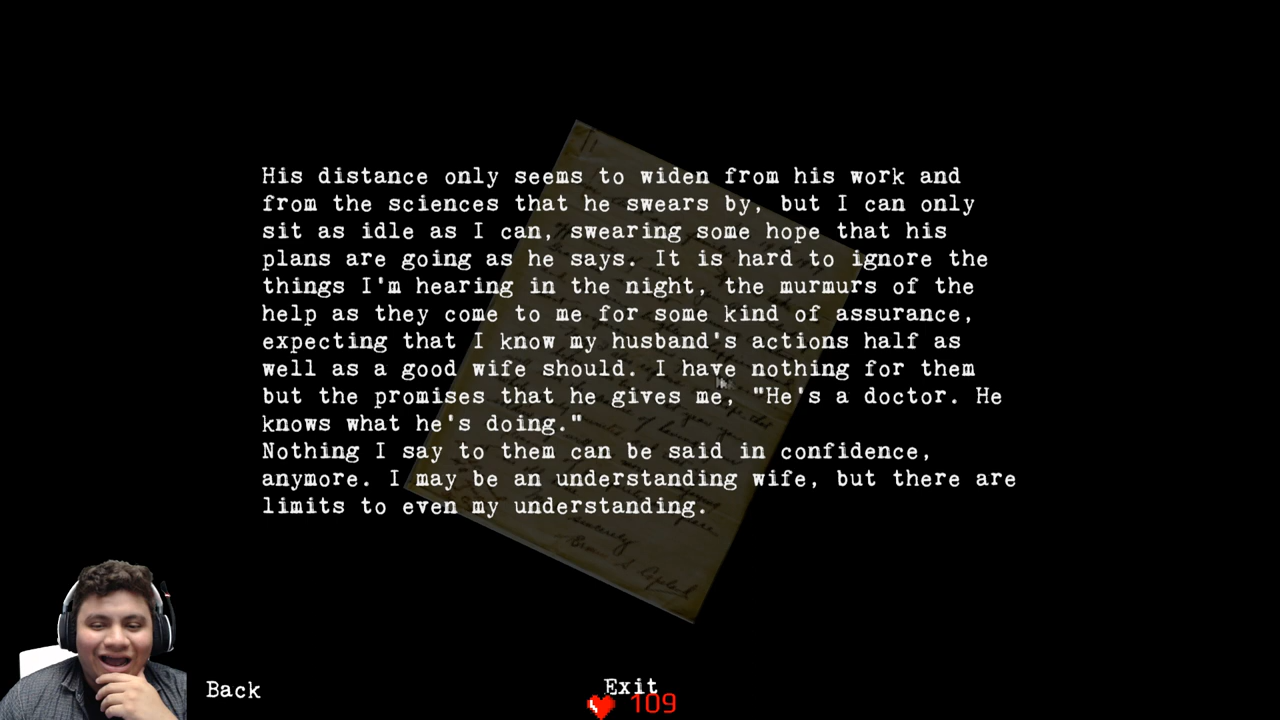 His distance only seems to widen from his work and
from the sciences that he swears by, but I can only
sit as idle as I can, swearing some hope that his
plans are going as he says. It is hard to ignore the
things I'm hearing in the night, the murmurs of the
help as they come to me for some kind of assurance,
expecting that I know my husband's actions half as
well as a good wife should. I have nothing for them
but the promises that he gives me, "He's a doctor. He
knows what he's doing."
Nothing I say to them can be said in confidence,
anymore. I may be an understanding wife, but there are
limits to even my understanding.
Back
Exit
109